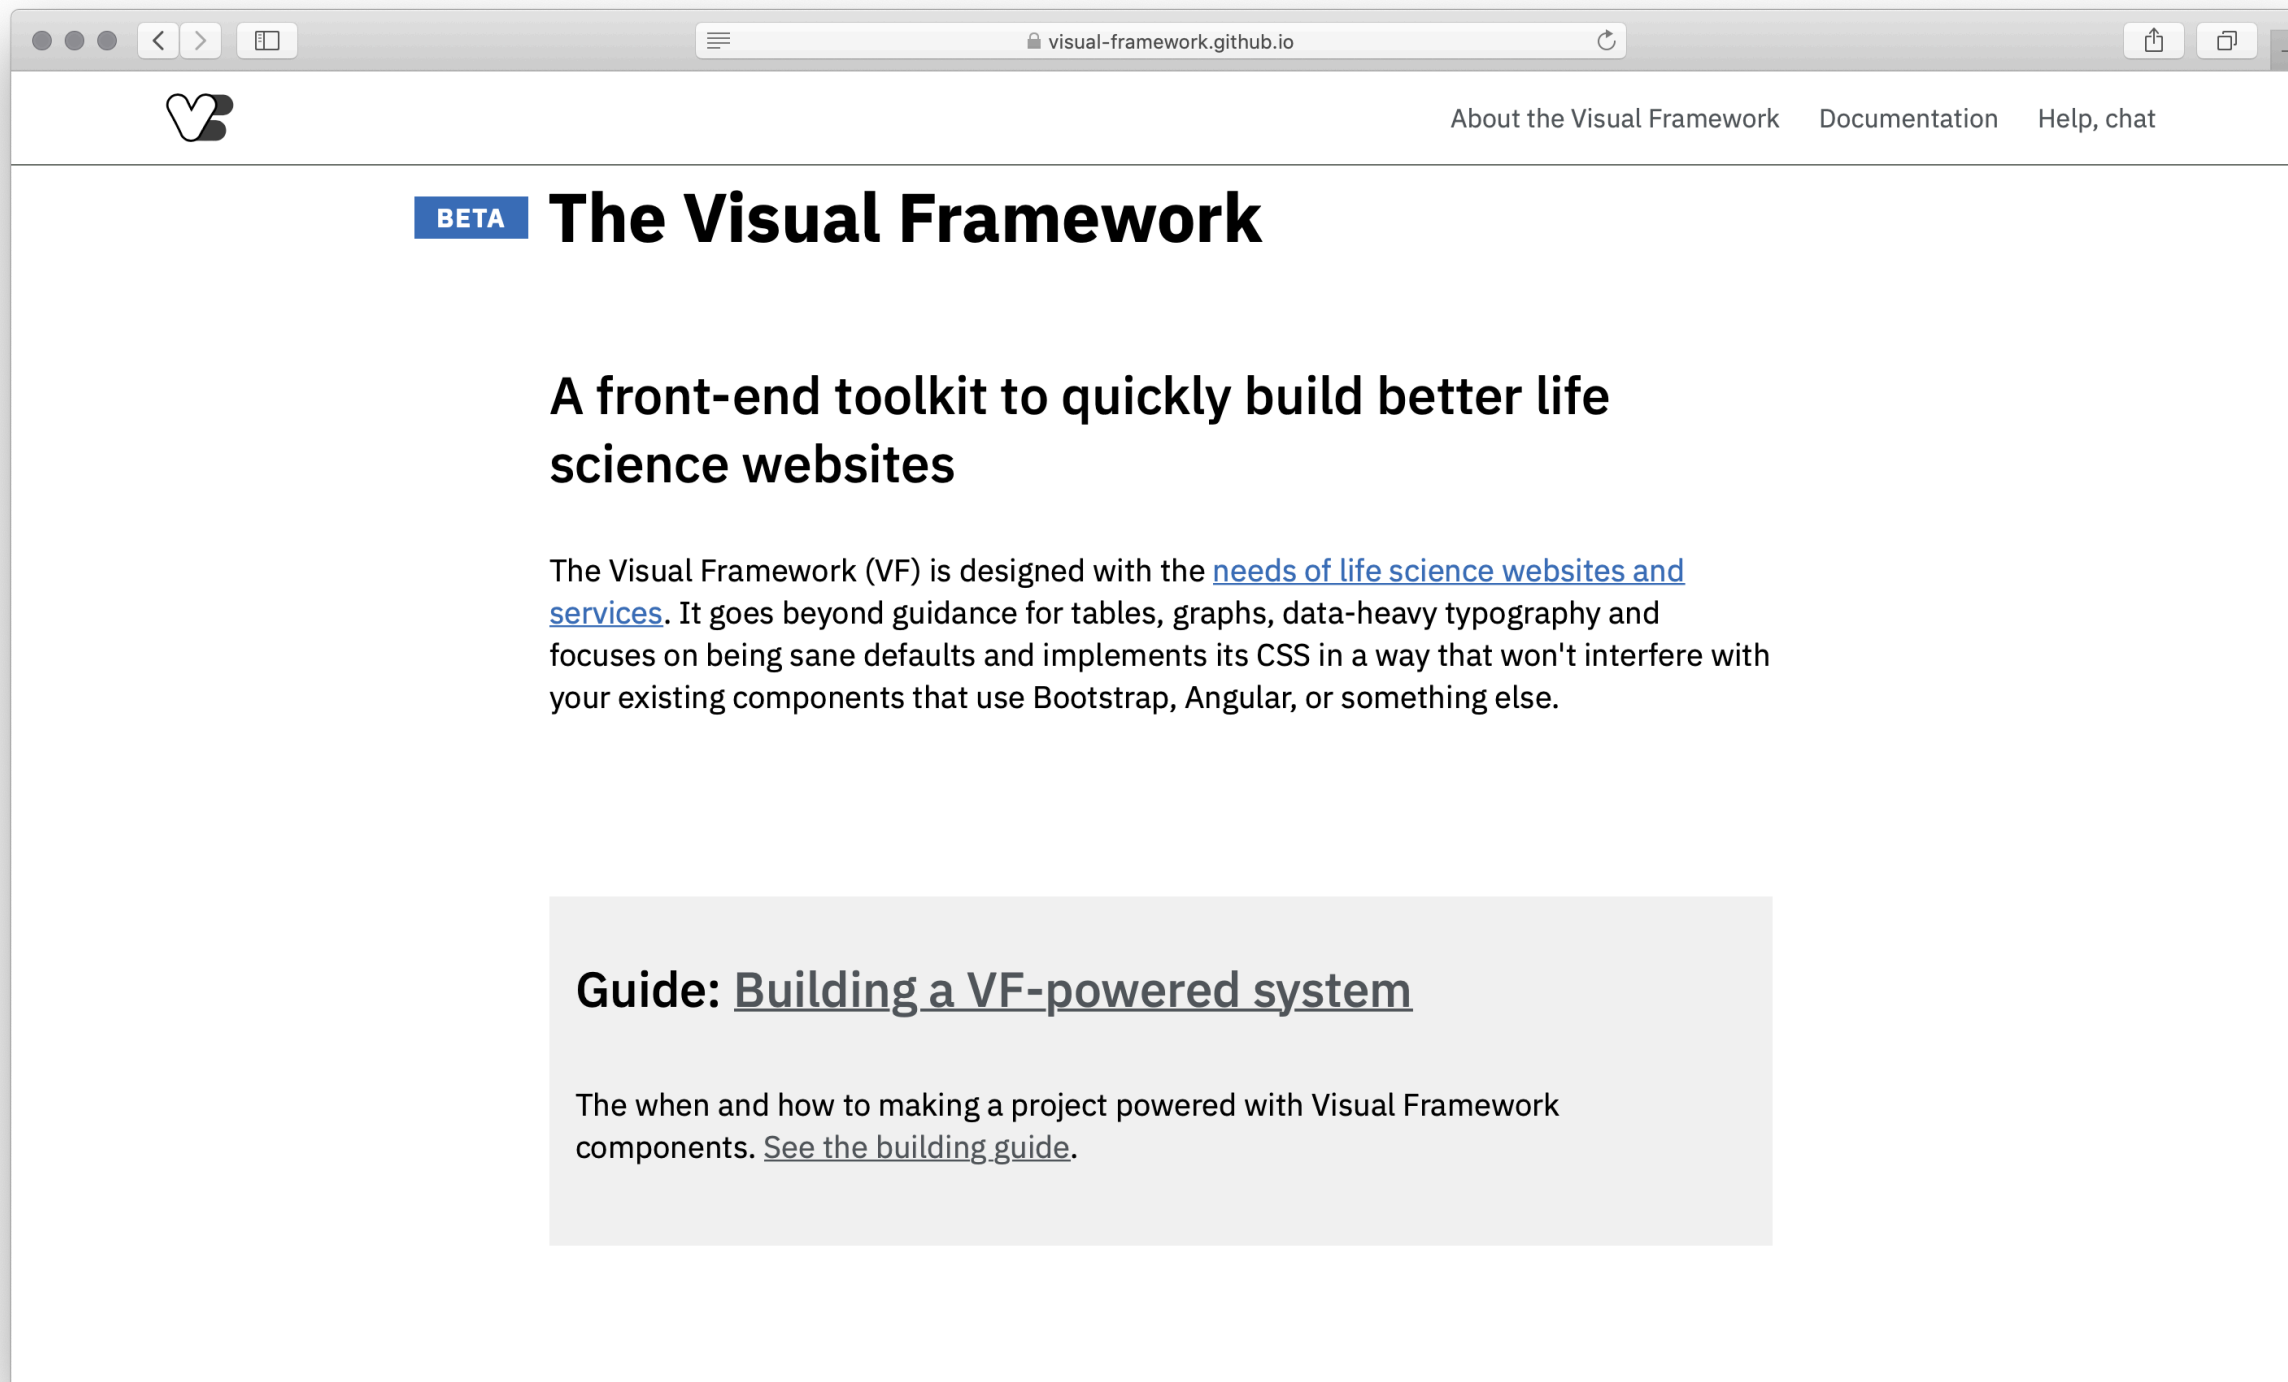 visual-framework.github.io
About the Visual Framework Documentation Help, chat
BETA The Visual Framework
A front-end toolkit to quickly build better life
science websites
The Visual Framework (VF) is designed with the needs of life science websites and
services. It goes beyond guidance for tables, graphs, data-heavy typography and
focuses on being sane defaults and implements its CSS in a way that won't interfere with
your existing components that use Bootstrap, Angular, or something else.
Guide: Building a VF-powered system
The when and how to making a project powered with Visual Framework
components. See the building guide.